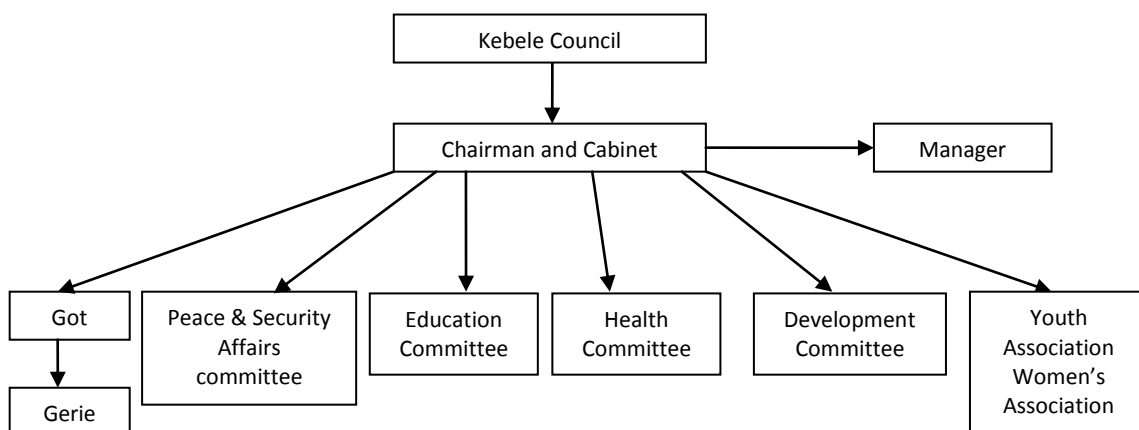 Kebele Council
Chairman and Cabinet
Manager
Got
Peace & Security
Affairs
committee
Education
Committee
Health
Committee
Development
Committee
Youth
Association
Women’s
Association
Gerie